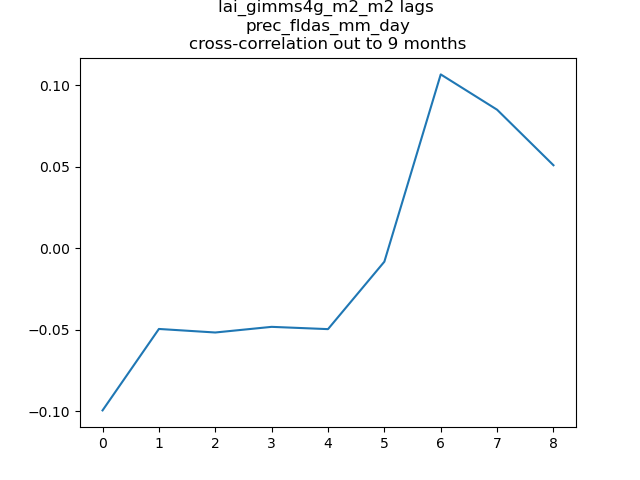 lai_gimms4g_m2_m2 lags
prec_fldas_mm_day
cross-correlation out to 9 months
0.10
0.05
0.00
−0.05
−0.10
0 1 2 3 4 5 6 7 8